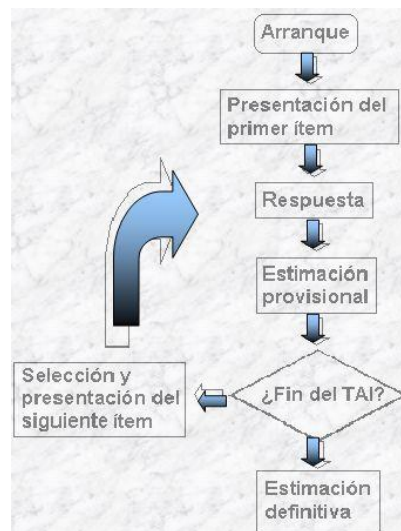 Arranque
Presentación del
primer ítem
Respuesta
Estimación
provisional
¿Fin del TAI?
Selección y
presentación del
siguiente ítem
Estimación
definitiva